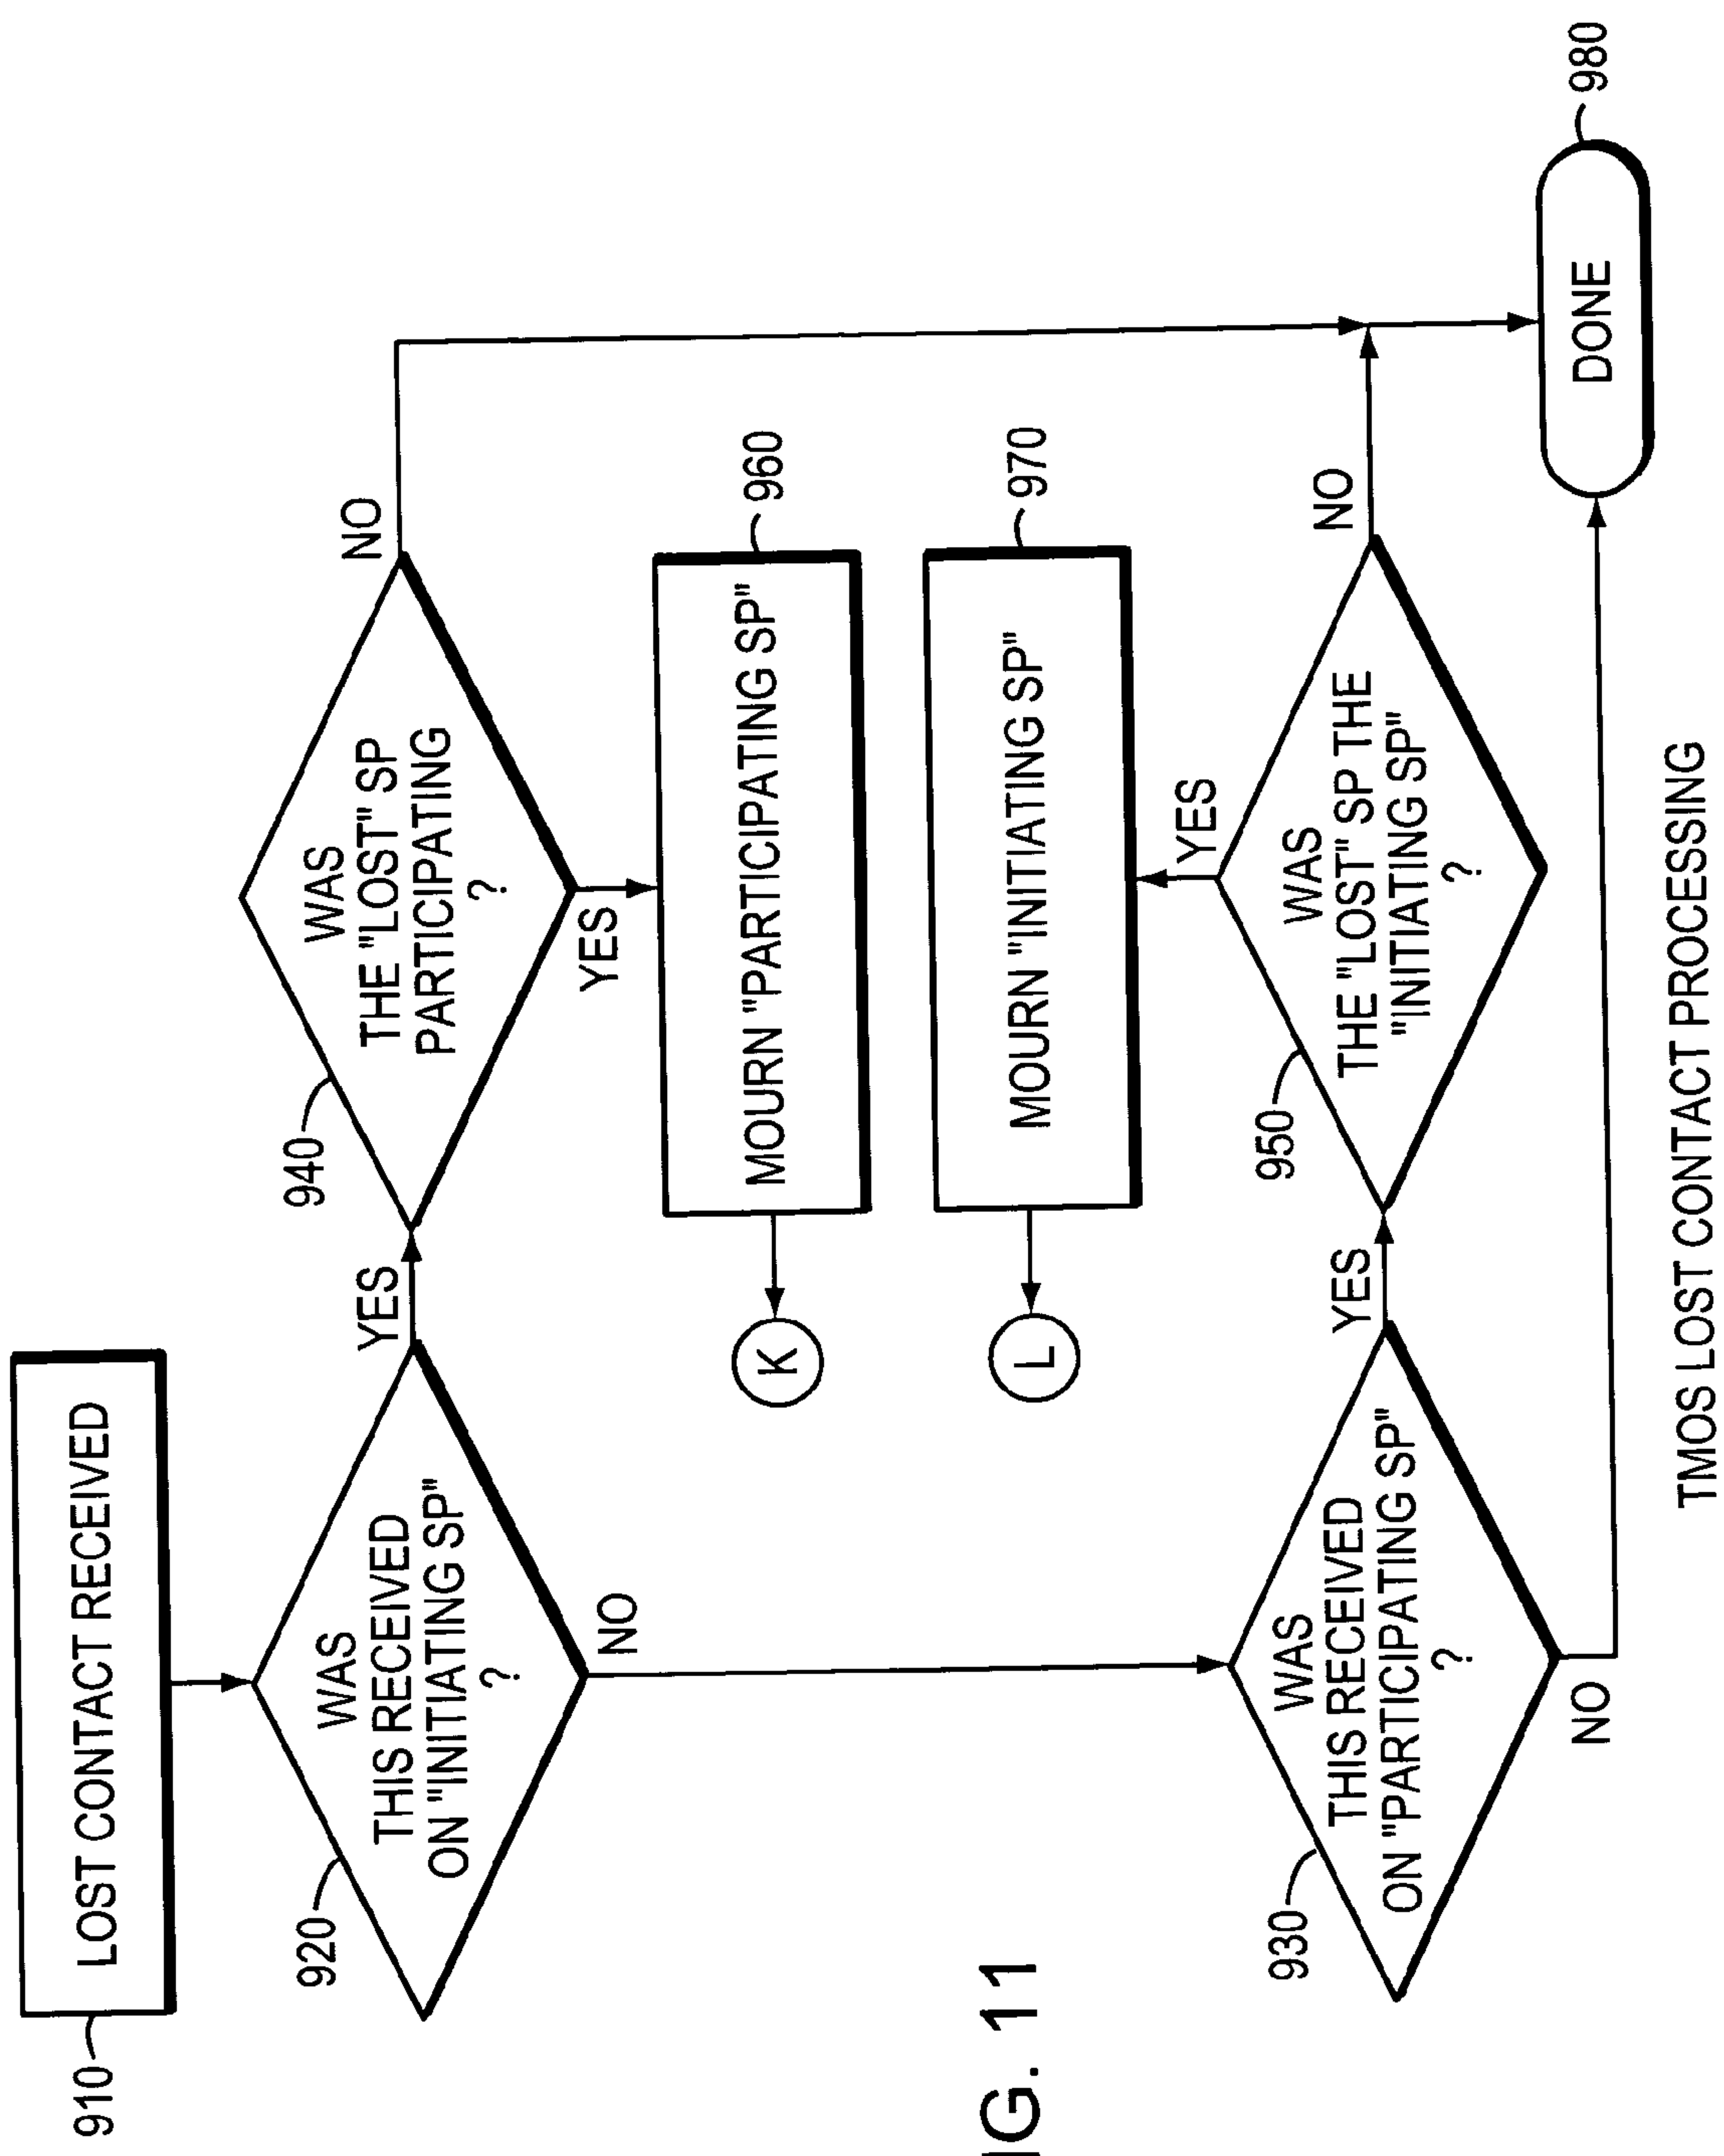 910
LOST CONTACT RECEIVED
920
WAS
THIS RECEIVED
ON "INITIATING SP"
?
YES
NO
940
WAS
THE "LOST" SP
PARTICIPATING
?
NO
YES
MOURN "PARTICIPATING SP"
960
K
MOURN "INITIATING SP"
970
L
930
WAS
THIS RECEIVED
ON "PARTICIPATING SP"
?
YES
NO
950
WAS
THE "LOST" SP THE
"INITIATING SP"
?
YES
NO
DONE
980
TMOS LOST CONTACT PROCESSING
IG. 11